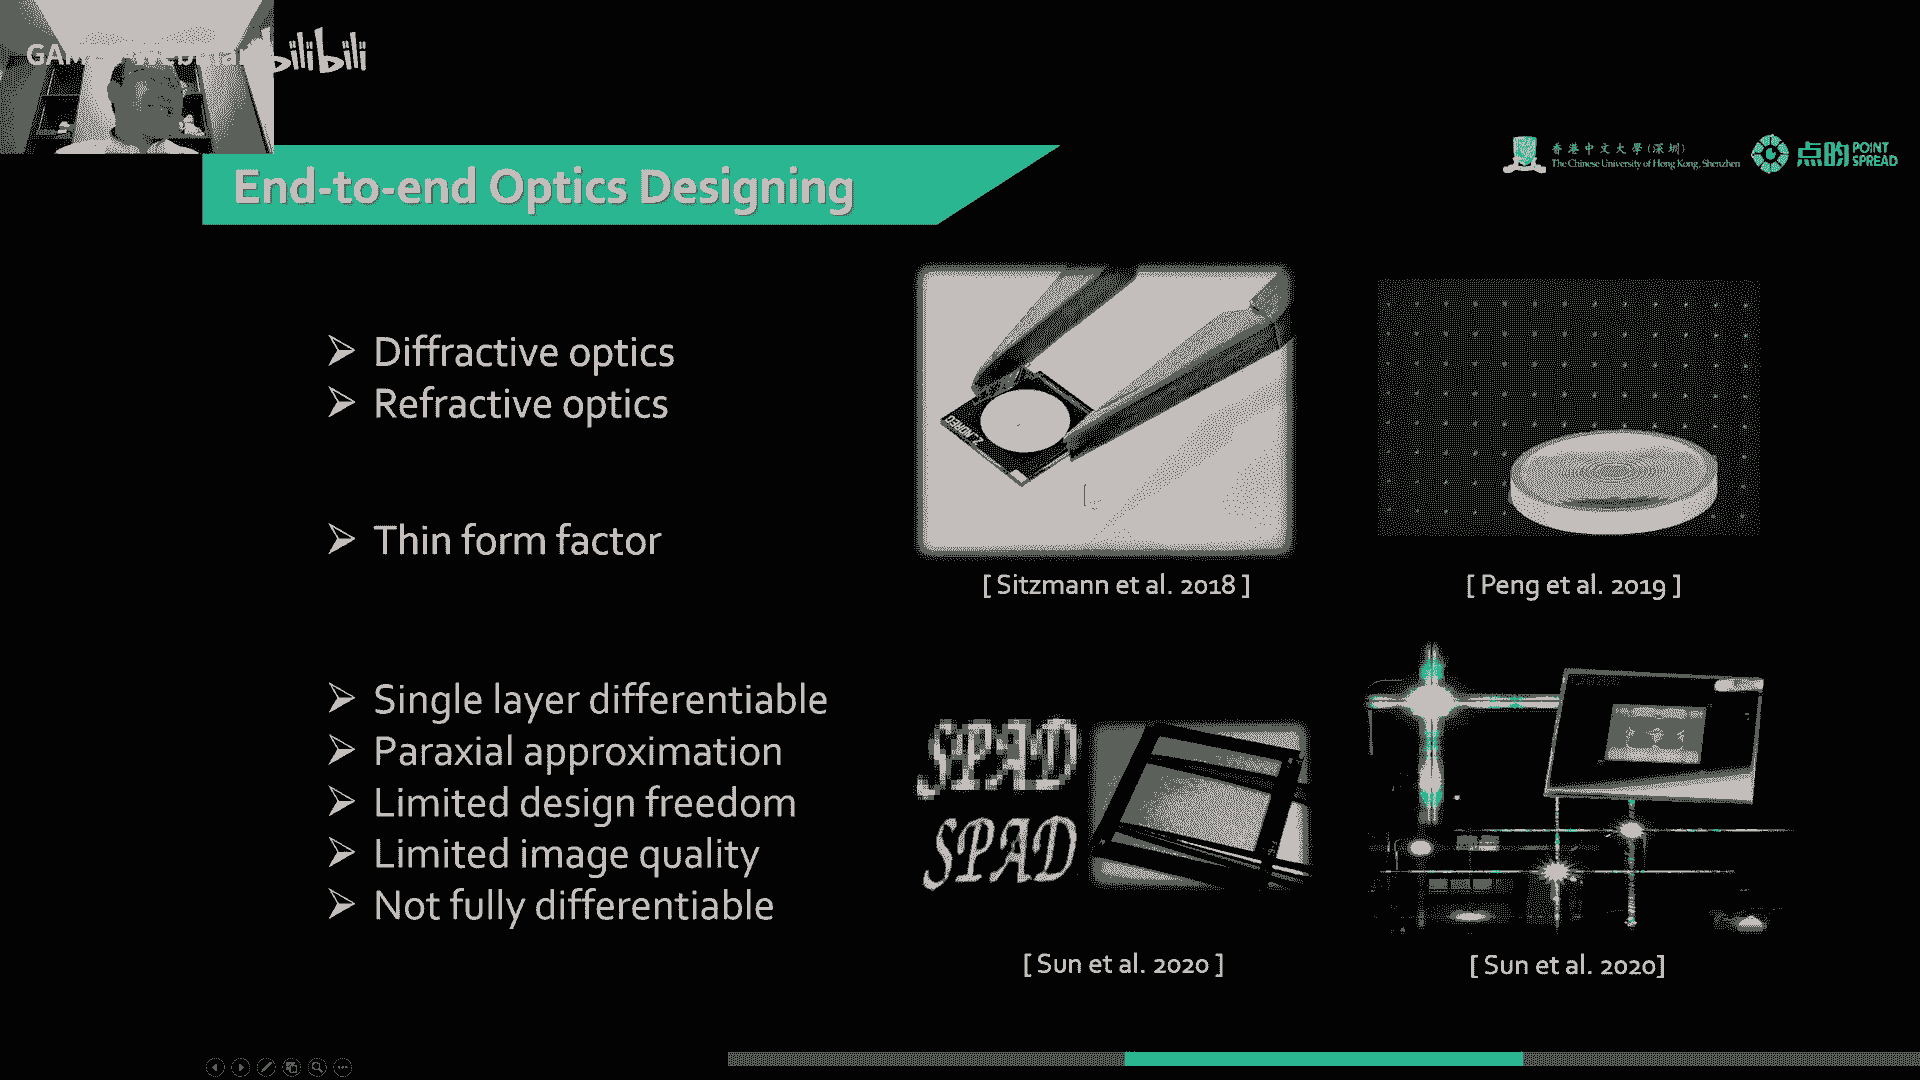 GAMES Webinar bilibili
香港中文大學(深圳)
The Chinese University of Hong Kong, Shenzhen
点昀 POINT SPREAD
End-to-end Optics Designing
Diffractive optics
Refractive optics
Thin form factor
Single layer differentiable
Paraxial approximation
Limited design freedom
Limited image quality
Not fully differentiable
[ Sitzmann et al. 2018 ]
[ Peng et al. 2019 ]
SPAD
SPAD
[ Sun et al. 2020 ]
[ Sun et al. 2020]